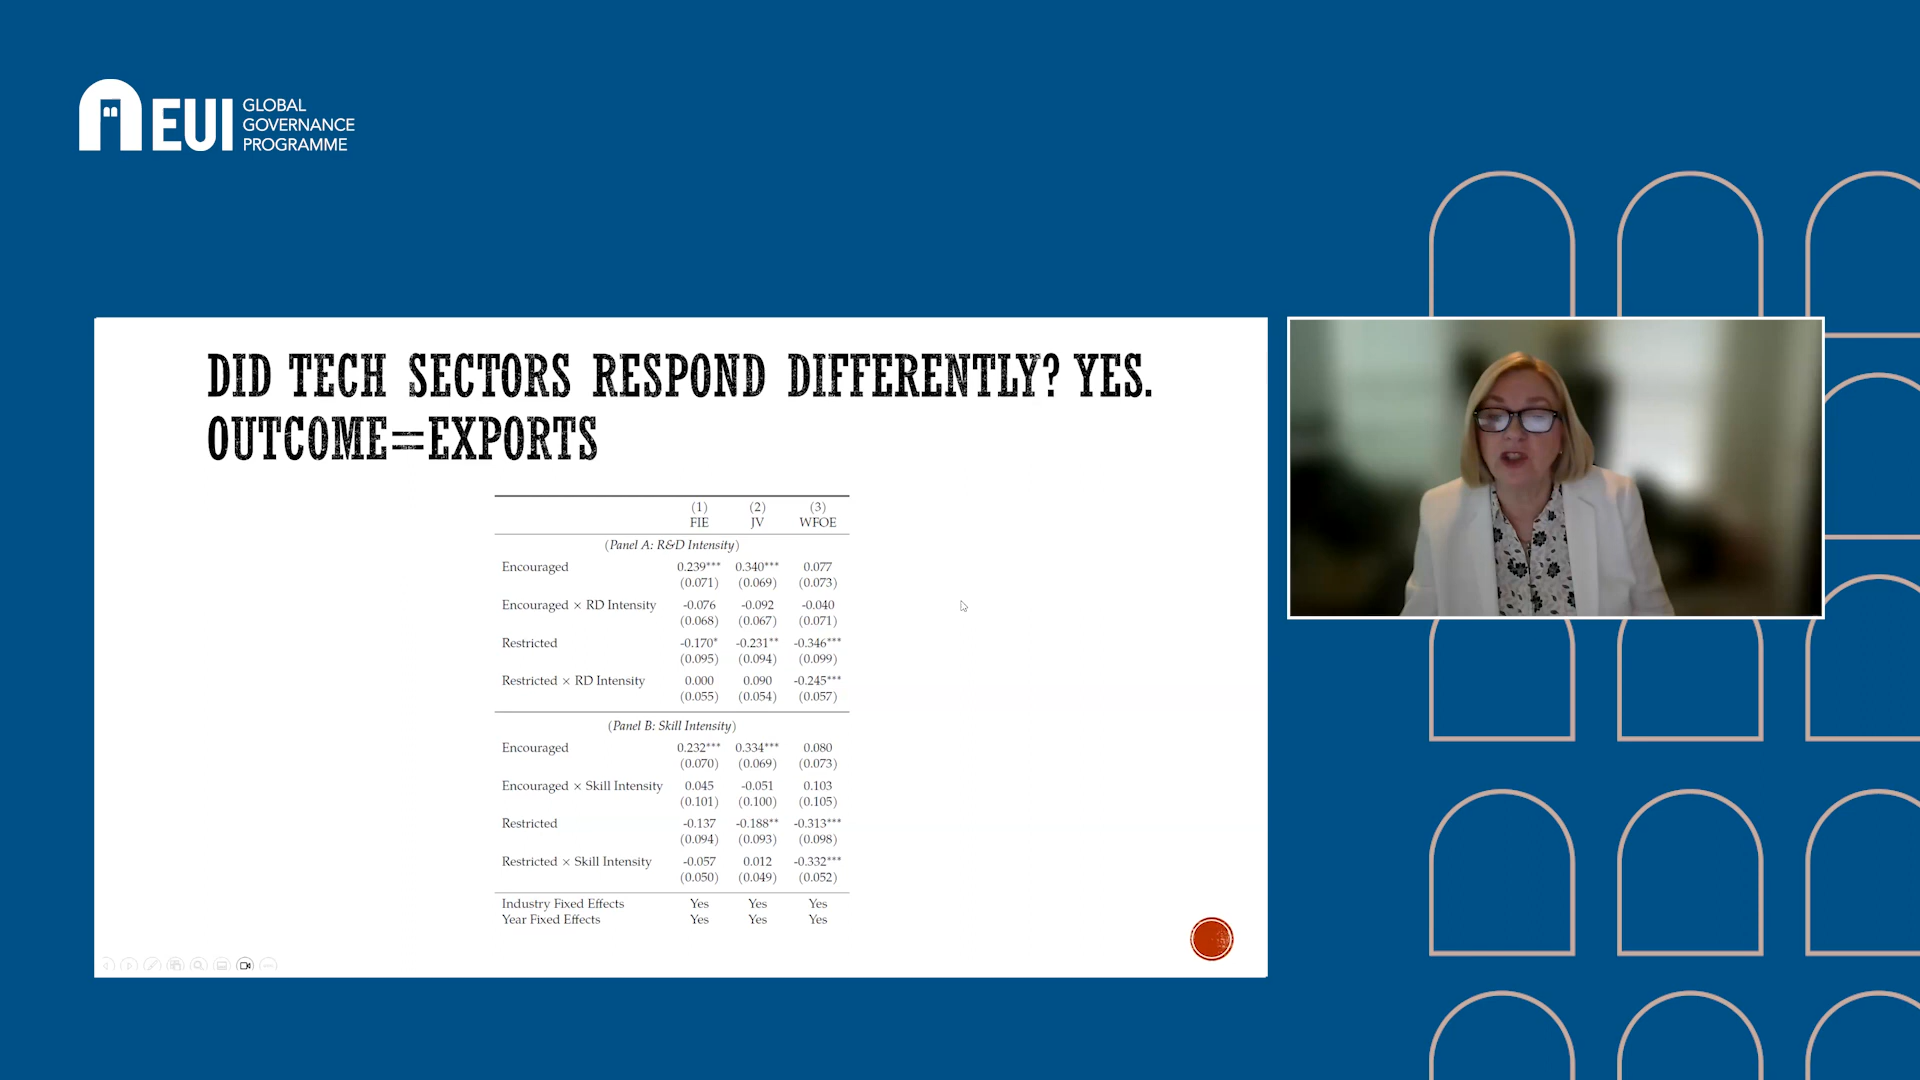 EUI
GLOBAL
GOVERNANCE
PROGRAMME
DID TECH SECTORS RESPOND DIFFERENTLY? YES.
OUTCOME=EXPORTS
(1) (2) (3)
FIE JV WFOE
(Panel A: R&D Intensity)
Encouraged 0.239*** 0.340*** 0.077
(0.071) (0.069) (0.073)
Encouraged × RD Intensity -0.076 -0.092 -0.040
(0.068) (0.067) (0.071)
Restricted -0.170* -0.231** -0.346***
(0.095) (0.094) (0.099)
Restricted × RD Intensity 0.000 0.090 -0.245***
(0.055) (0.054) (0.057)
(Panel B: Skill Intensity)
Encouraged 0.232*** 0.334*** 0.080
(0.070) (0.069) (0.073)
Encouraged × Skill Intensity 0.045 -0.051 0.103
(0.101) (0.100) (0.105)
Restricted -0.137 -0.188** -0.313***
(0.094) (0.093) (0.098)
Restricted × Skill Intensity -0.057 0.012 -0.332***
(0.050) (0.049) (0.052)
Industry Fixed Effects Yes Yes Yes
Year Fixed Effects Yes Yes Yes